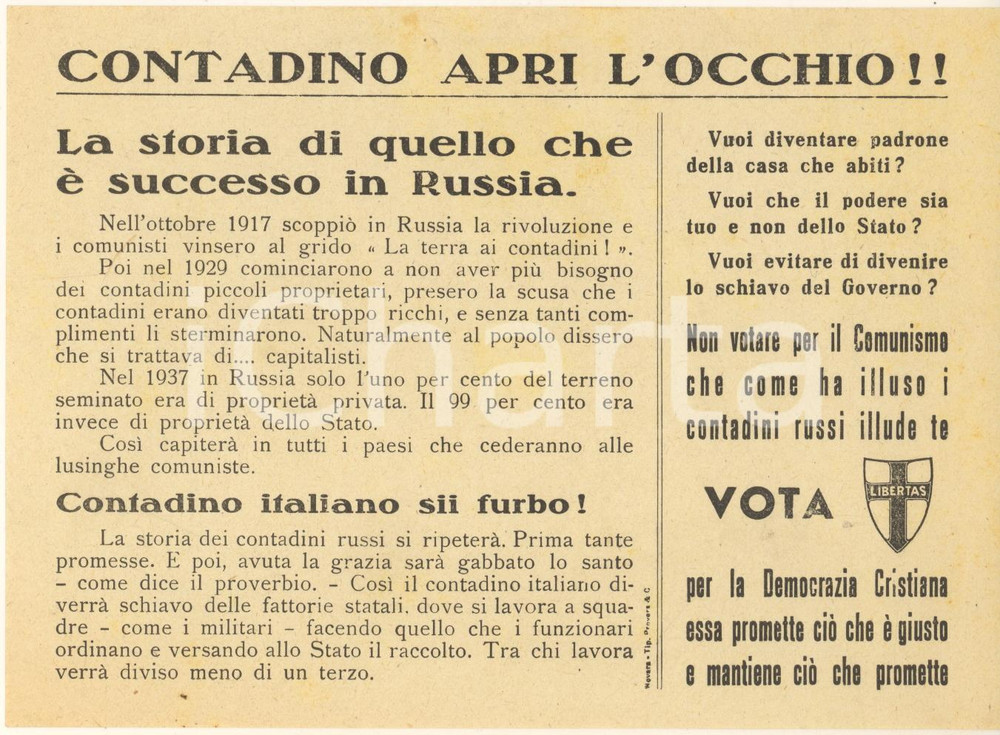 CONTADINO APRI L'OCCHIO!!
La storia di quello che
è successo in Russia.
Nell'ottobre 1917 scoppiò in Russia la rivoluzione e
i comunisti vinsero al grido « La terra ai contadini! ».
Poi nel 1929 cominciarono a non aver più bisogno
dei contadini piccoli proprietari, presero la scusa che i
contadini erano diventati troppo ricchi, e senza tanti com-
plimenti li sterminarono. Naturalmente al popolo dissero
che si trattava di.... capitalisti.
Nel 1937 in Russia solo l'uno per cento del terreno
seminato era di proprietà privata. Il 99 per cento era
invece di proprietà dello Stato.
Così capiterà in tutti i paesi che cederanno alle
lusinghe comuniste.
Contadino italiano sii furbo!
La storia dei contadini russi si ripeterà. Prima tante
promesse. E poi, avuta la grazia sarà gabbato lo santo
- come dice il proverbio. - Così il contadino italiano di-
verrà schiavo delle fattorie statali, dove si lavora a squa-
dre - come i militari - facendo quello che i funzionari
ordinano e versando allo Stato il raccolto. Tra chi lavora
verrà diviso meno di un terzo.
Novara - Tip. & C
Vuoi diventare padrone
della casa che abiti?
Vuoi che il podere sia
tuo e non dello Stato?
Vuoi evitare di divenire
lo schiavo del Governo?
Non votare per il Comunismo
che come ha illuso i
contadini russi illude te
VOTA
LIBERTAS
per la Democrazia Cristiana
essa promette ciò che è giusto
e mantiene ciò che promette